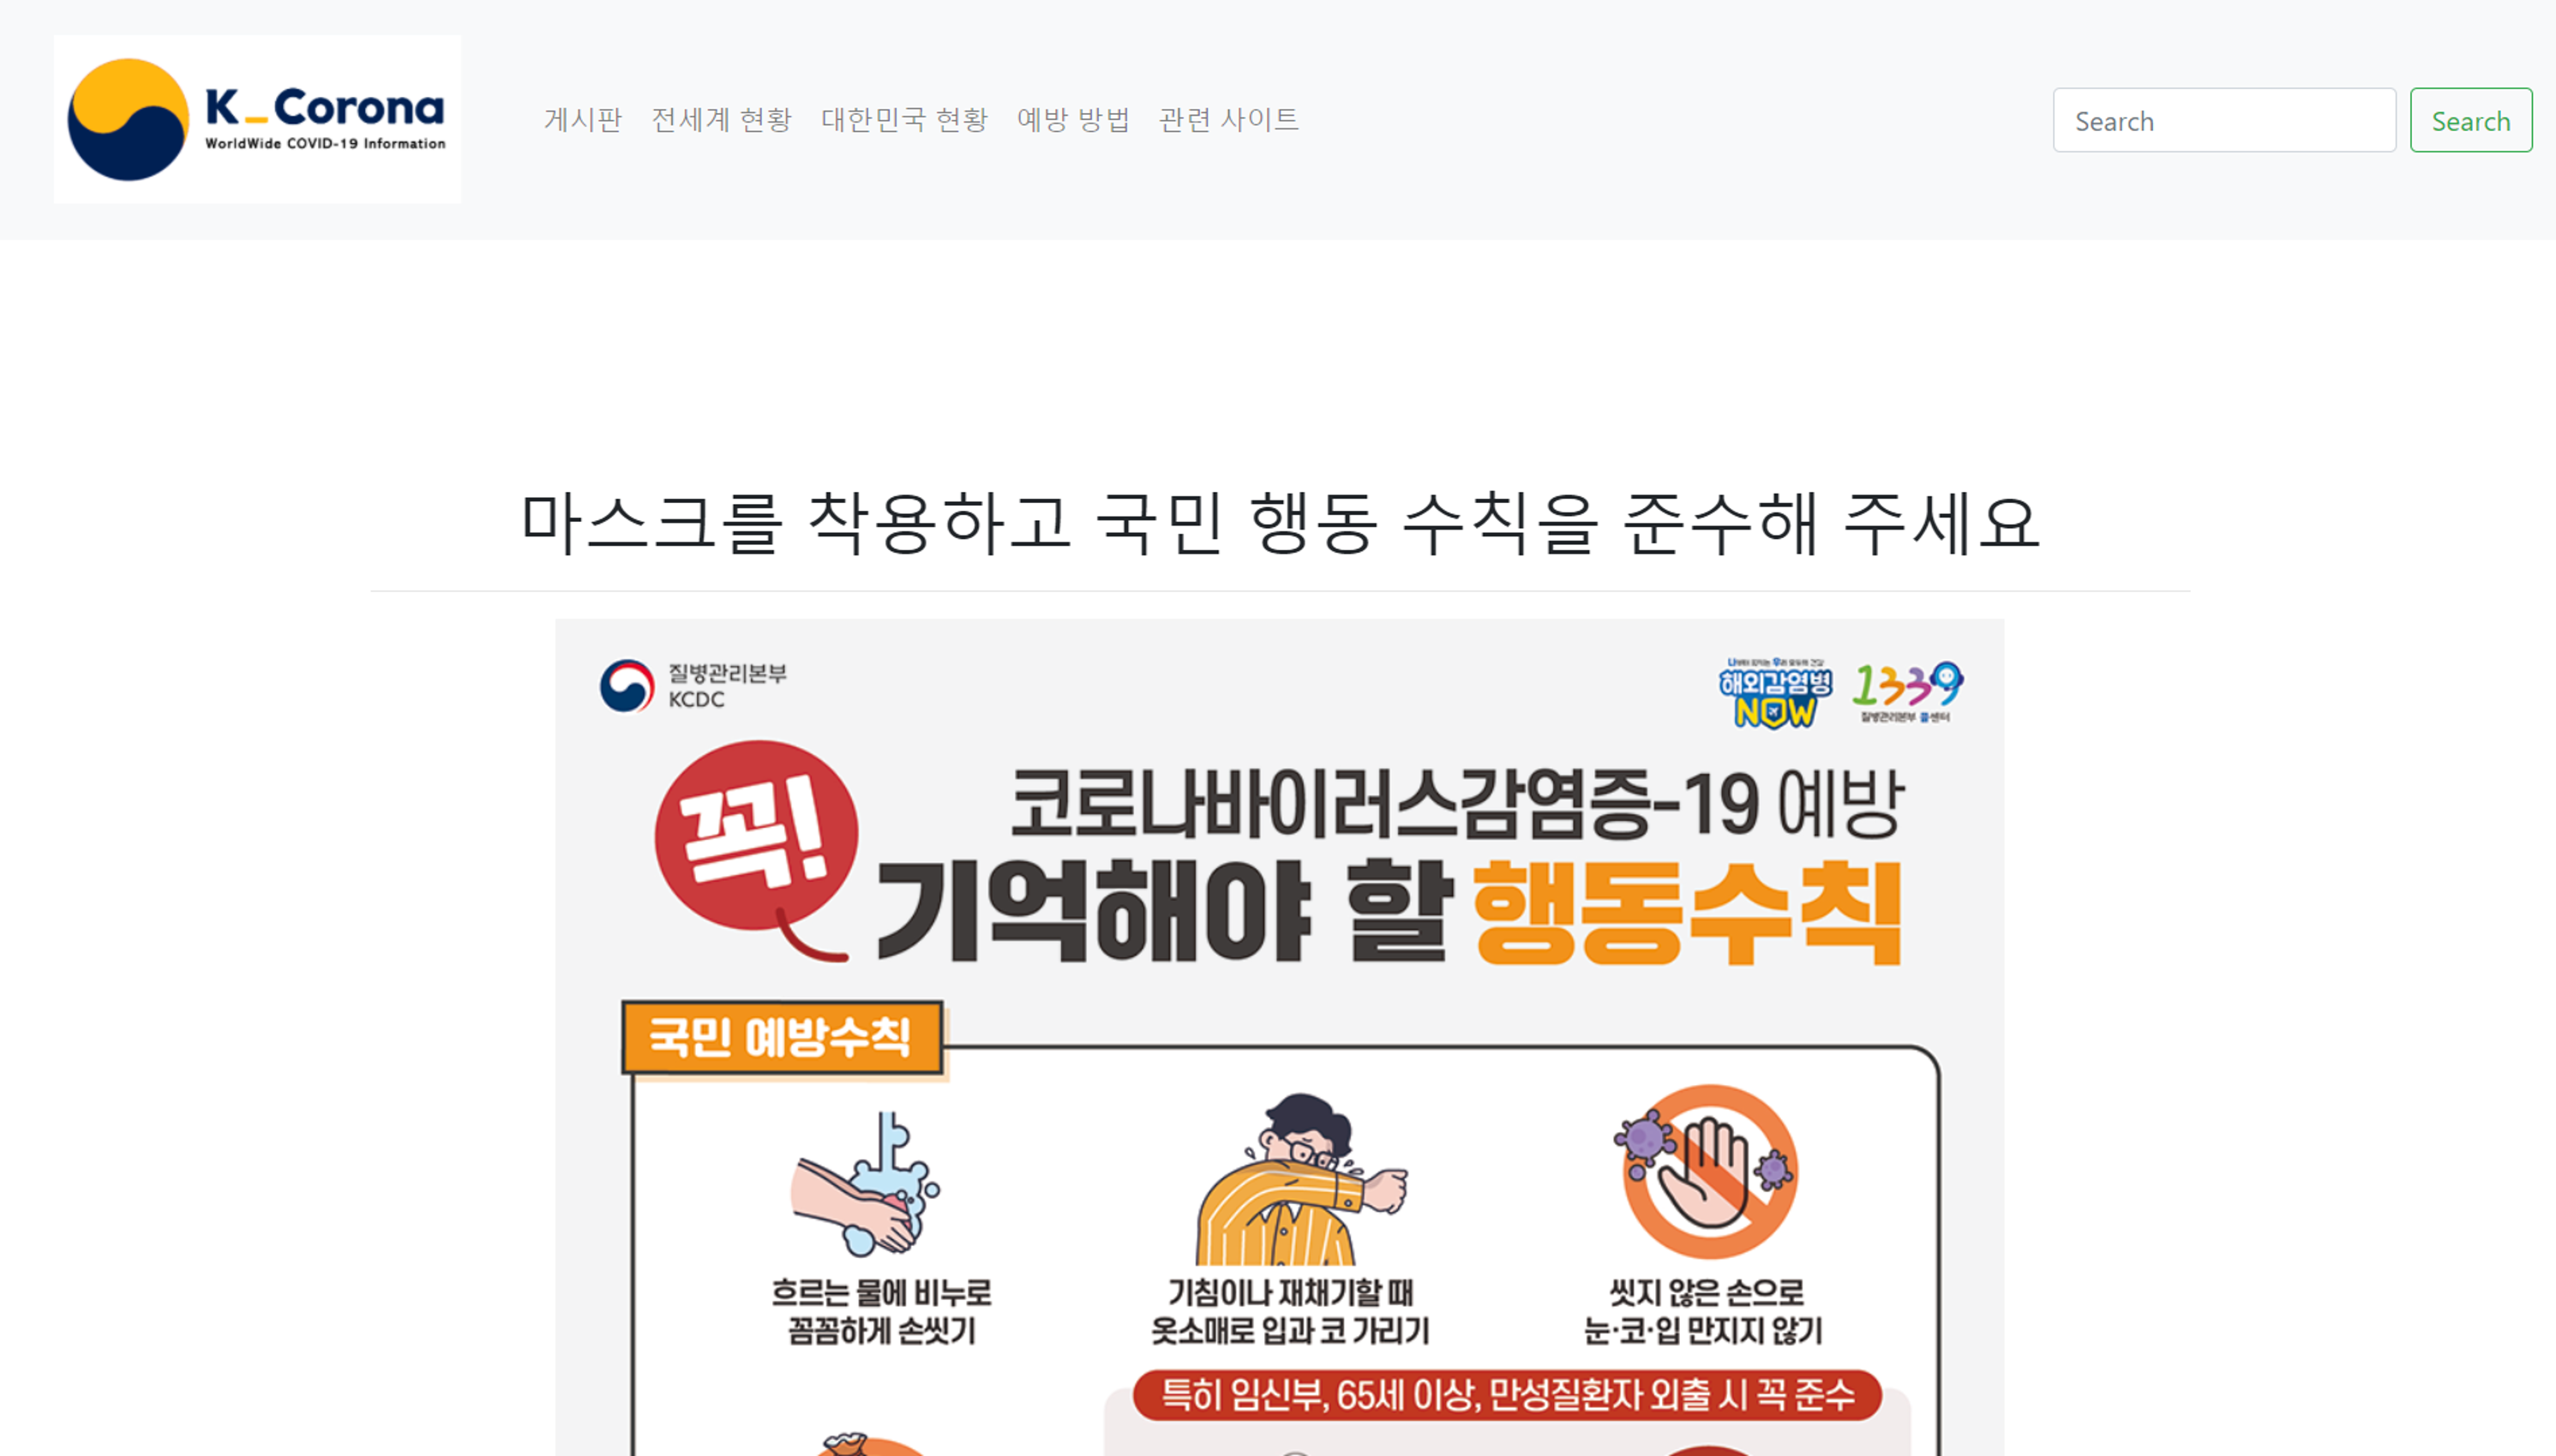 K_Corona
WorldWide COVID-19 Information
게시판 전세계 현황 대한민국 현황 예방 방법 관련 사이트
Search
Search
마스크를 착용하고 국민 행동 수칙을 준수해 주세요
질병관리본부
KCDC
해외감염병
NOW
1339
질병관리본부 콜센터
꼭!
코로나바이러스감염증-19 예방
기억해야 할 행동수칙
국민 예방수칙
흐르는 물에 비누로
꼼꼼하게 손씻기
기침이나 재채기할 때
옷소매로 입과 코 가리기
씻지 않은 손으로
눈·코·입 만지지 않기
특히 임신부, 65세 이상, 만성질환자 외출 시 꼭 준수